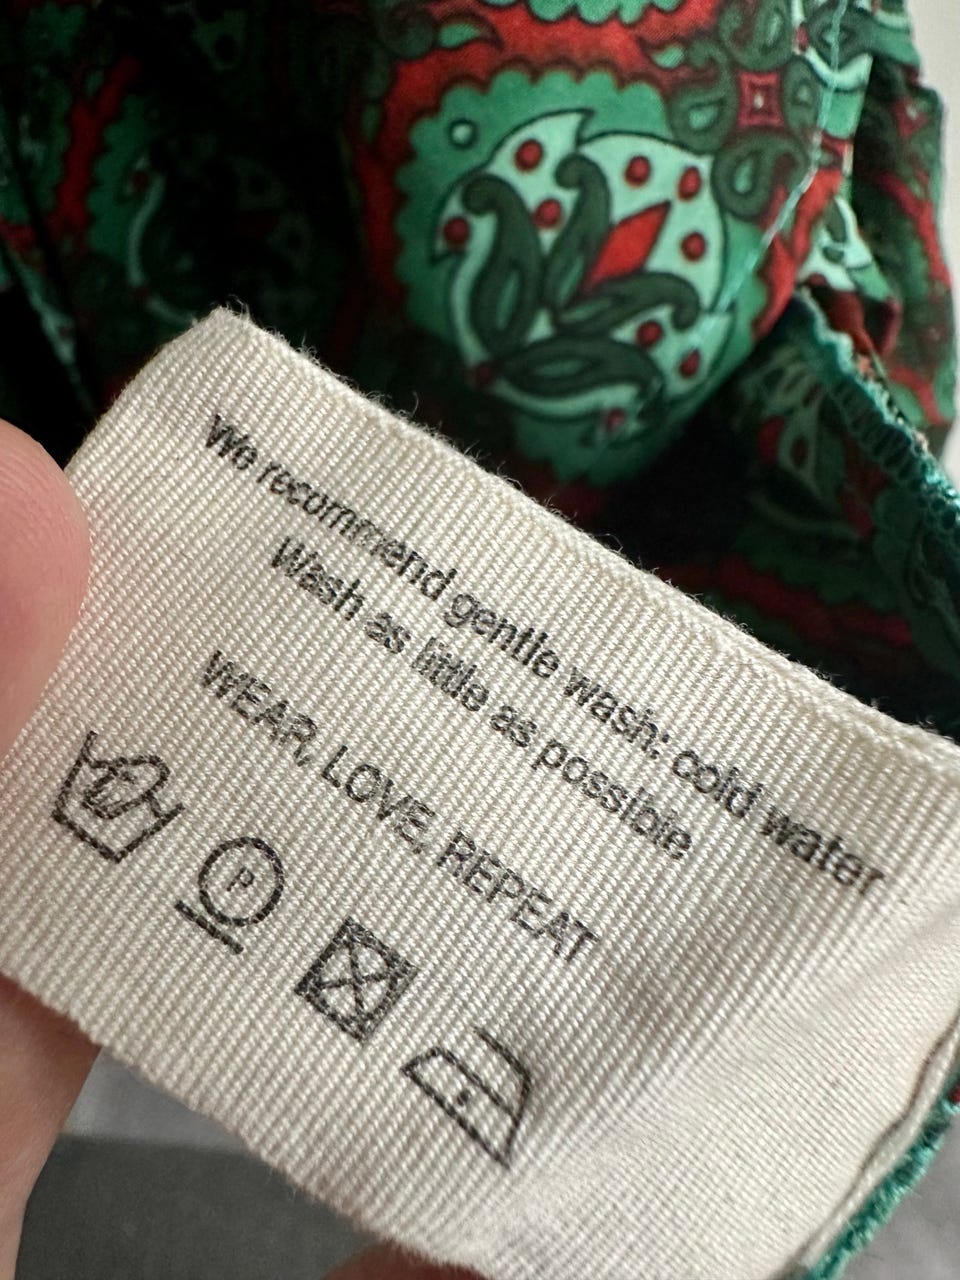 We recommend gentle wash: cold water
Wash as little as possible
WEAR, LOVE, REPEAT
P